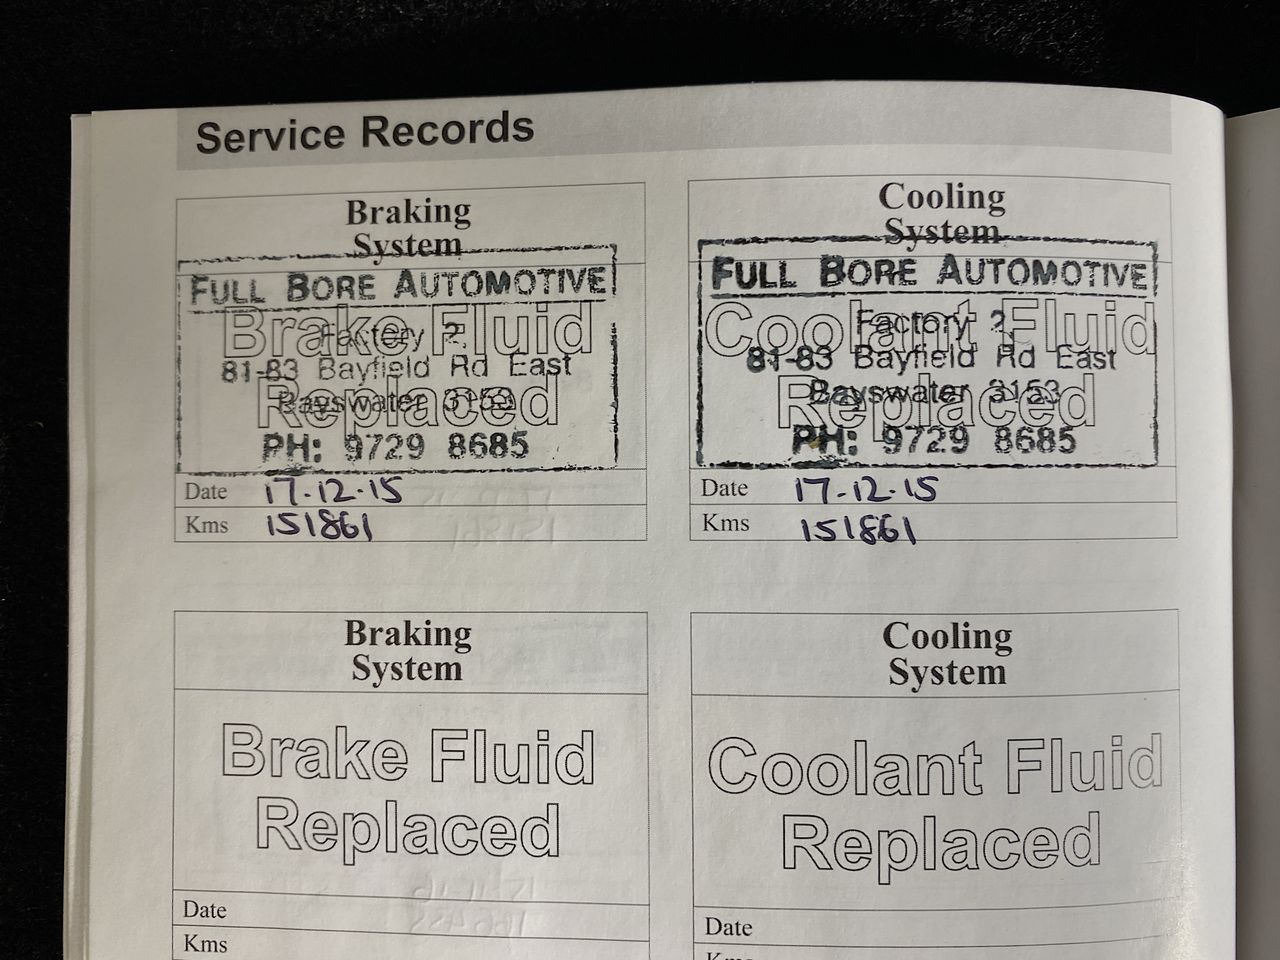 Service Records
Braking
System
FULL BORE AUTOMOTIVE
Brake Fluid
Factory 2
81-83 Bayfield Rd East
Replaced
Bayswater 3153
PH: 9729 8685
Date 17-12-15
Kms 151861
Cooling
System
FULL BORE AUTOMOTIVE
Coolant Fluid
Factory 2
81-83 Bayfield Rd East
Replaced
Bayswater 3153
PH: 9729 8685
Date 17-12-15
Kms 151861
Braking
System
Brake Fluid
Replaced
Date
Kms
Cooling
System
Coolant Fluid
Replaced
Date
Kms